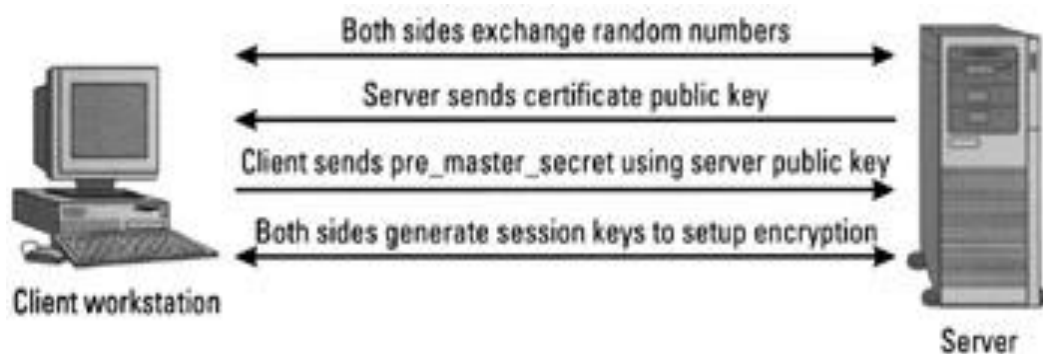 Both sides exchange random numbers
Server sends certificate public key
Client sends pre_master_secret using server public key
Both sides generate session keys to setup encryption
Client workstation
Server